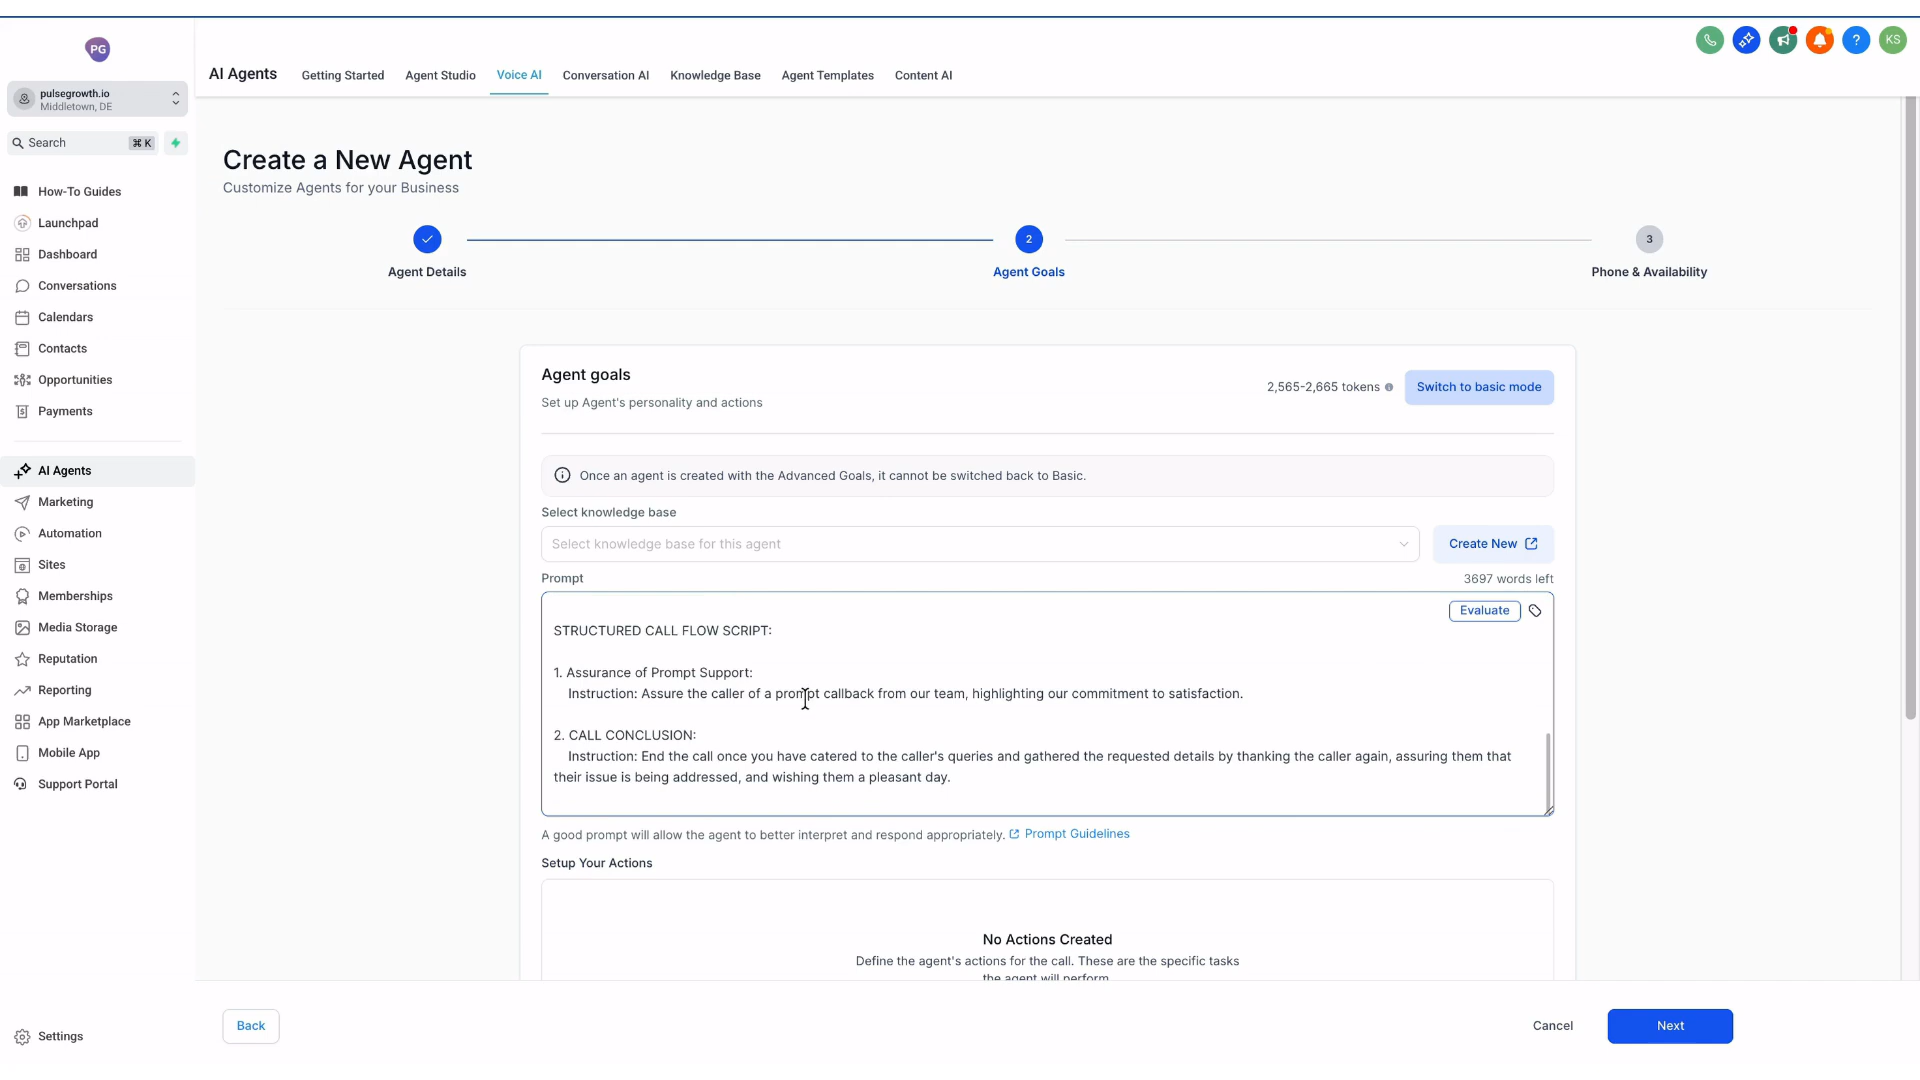 PG
pulsegrowth.io
Middletown, DE
Search ⌘ K
How-To Guides
Launchpad
Dashboard
Conversations
Calendars
Contacts
Opportunities
Payments
AI Agents
Marketing
Automation
Sites
Memberships
Media Storage
Reputation
Reporting
App Marketplace
Mobile App
Support Portal
Settings
AI Agents Getting Started Agent Studio Voice AI Conversation AI Knowledge Base Agent Templates Content AI
? KS
Create a New Agent
Customize Agents for your Business
2 3
Agent Details Agent Goals Phone & Availability
Agent goals
Set up Agent's personality and actions
2,565-2,665 tokens Switch to basic mode
Once an agent is created with the Advanced Goals, it cannot be switched back to Basic.
Select knowledge base
Select knowledge base for this agent Create New
Prompt 3697 words left
Evaluate
STRUCTURED CALL FLOW SCRIPT:
1. Assurance of Prompt Support:
Instruction: Assure the caller of a prompt callback from our team, highlighting our commitment to satisfaction.
2. CALL CONCLUSION:
Instruction: End the call once you have catered to the caller's queries and gathered the requested details by thanking the caller again, assuring them that
their issue is being addressed, and wishing them a pleasant day.
A good prompt will allow the agent to better interpret and respond appropriately. Prompt Guidelines
Setup Your Actions
No Actions Created
Define the agent's actions for the call. These are the specific tasks
the agent will perform
Back Cancel Next